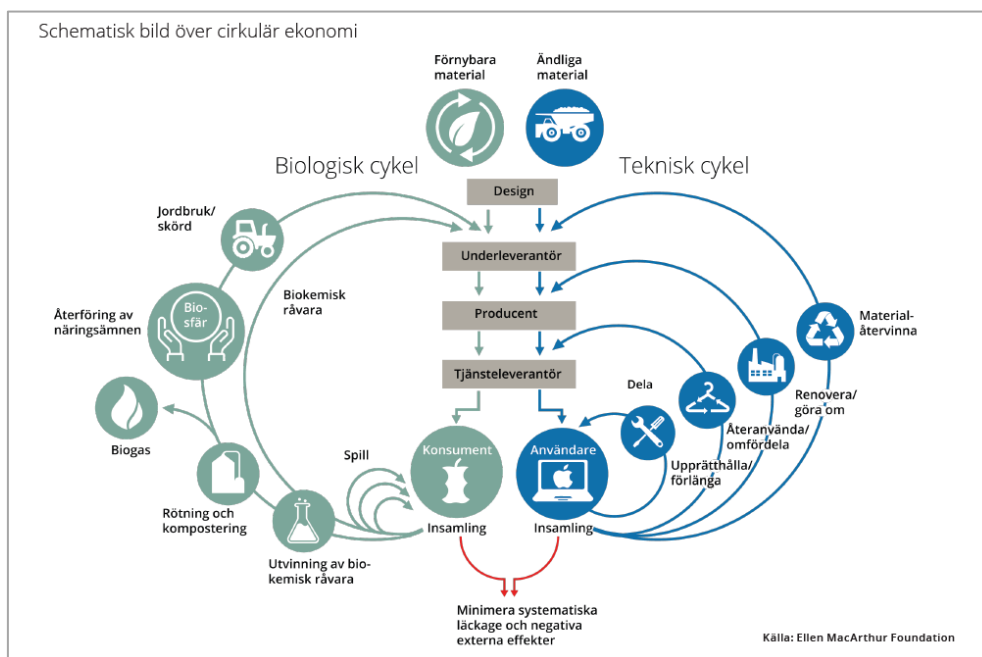 Schematisk bild över cirkulär ekonomi
Förnybara
material
Ändliga
material
Biologisk cykel
Teknisk cykel
Design
Jordbruk/
skörd
Underleverantör
Biokemisk
råvara
Återföring av
näringsämnen
Bio-
sfär
Producent
Material-
återvinna
Tjänsteleverantör
Dela
Renovera/
göra om
Återanvända/
omfördela
Biogas
Spill
Konsument
Användare
Upprätthålla/
förlänga
Rötning och
kompostering
Insamling
Insamling
Utvinning av bio-
kemisk råvara
Minimera systematiska
läckage och negativa
externa effekter
Källa: Ellen MacArthur Foundation